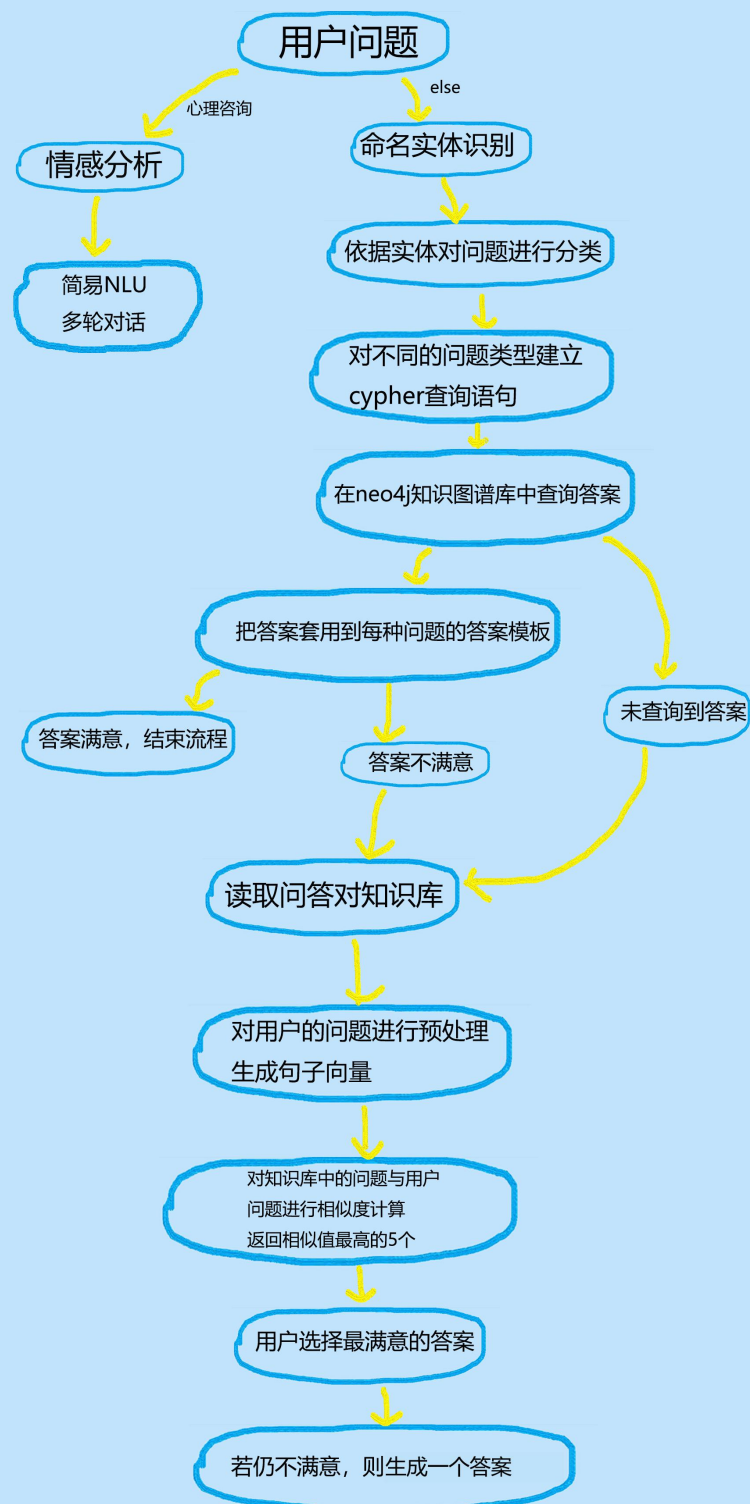 用户问题
else
心理咨询
命名实体识别
情感分析
依据实体对问题进行分类
简易NLU
多轮对话
对不同的问题类型建立
cypher查询语句
在neo4j知识图谱库中查询答案
把答案套用到每种问题的答案模板
未查询到答案
答案满意，结束流程
答案不满意
读取问答对知识库
对用户的问题进行预处理
生成句子向量
对知识库中的问题与用户
问题进行相似度计算
返回相似值最高的5个
用户选择最满意的答案
若仍不满意，则生成一个答案